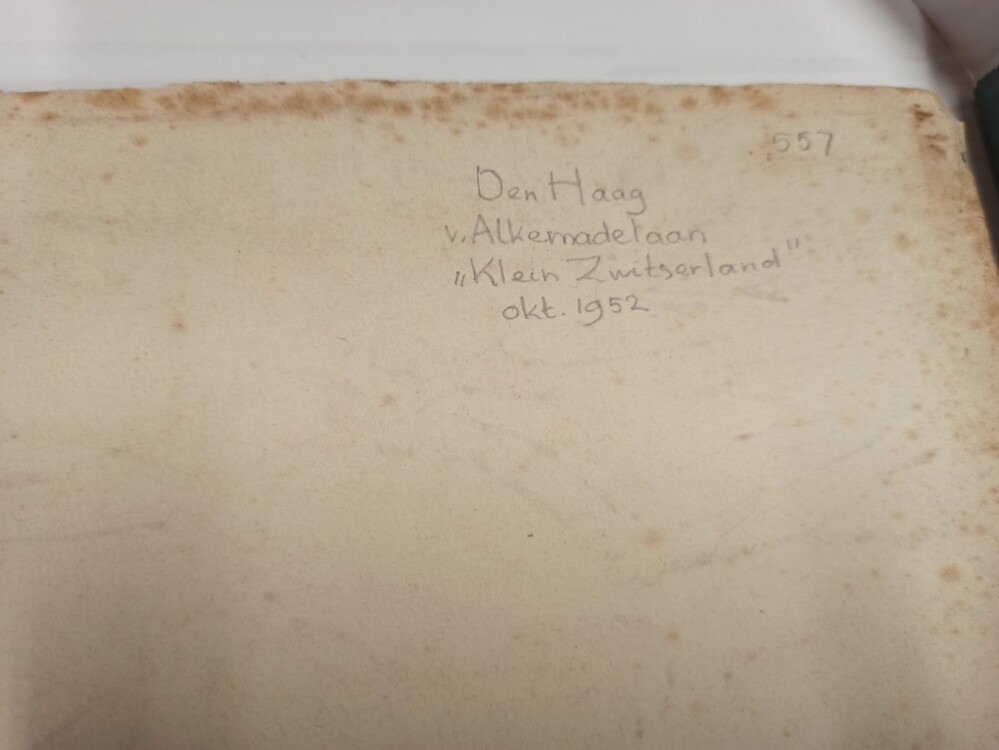 557
Den Haag
v. Alkemadelaan
„Klein Zwitserland"
okt. 1952